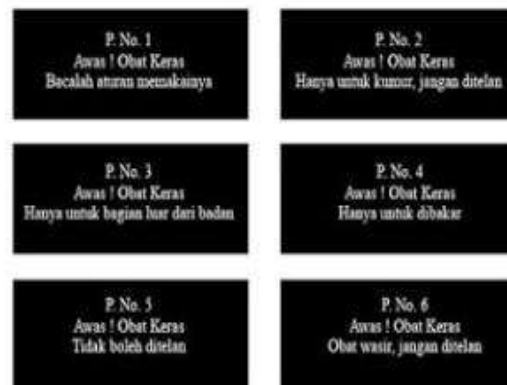 P. No. 1
Awas ! Obat Keras
Bacalah aturan memakainya
P. No. 2
Awas ! Obat Keras
Hanya untuk kumur, jangan ditelan
P. No. 3
Awas ! Obat Keras
Hanya untuk bagian luar dari badan
P. No. 4
Awas ! Obat Keras
Hanya untuk dibakar
P. No. 5
Awas ! Obat Keras
Tidak boleh ditelan
P. No. 6
Awas ! Obat Keras
Obat wasir, jangan ditelan